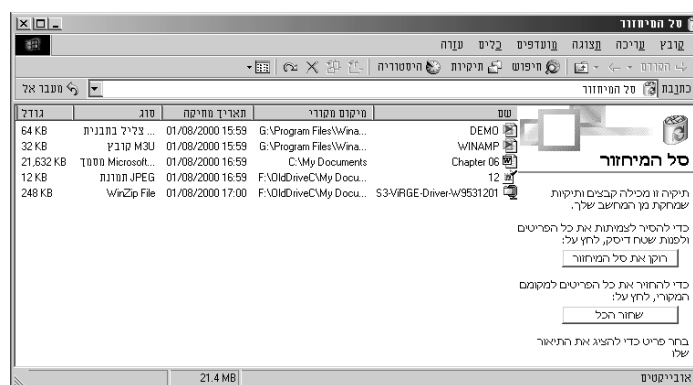 סל המיחזור
קובץ עריכה תצוגה מועדפים כלים עזרה
הקודם חיפוש תיקיות היסטוריה
כתובת סל המיחזור מעבר אל
שם מיקום מקורי תאריך מחיקה סוג גודל
DEMO G:\Program Files\Wina... 01/08/2000 15:59 צליל בתבנית ... 64 KB
WINAMP G:\Program Files\Wina... 01/08/2000 15:59 קובץ M3U 32 KB
Chapter 06 C:\My Documents 01/08/2000 16:59 מסמך Microsoft... 21,632 KB
12 F:\OldDriveC\My Docu... 01/08/2000 16:59 תמונת JPEG 12 KB
S3-ViRGE-Driver-W9531201 F:\OldDriveC\My Docu... 01/08/2000 17:00 WinZip File 248 KB
סל המיחזור
תיקיה זו מכילה קבצים ותיקיות
שמחקת מן המחשב שלך.
כדי להסיר לצמיתות את כל הפריטים
ולפנות שטח דיסק, לחץ על:
רוקן את סל המיחזור
כדי להחזיר את כל הפריטים למקומם
המקורי, לחץ על:
שחזר הכל
בחר פריט כדי להציג את התיאור
שלו
אובייקטים 21.4 MB